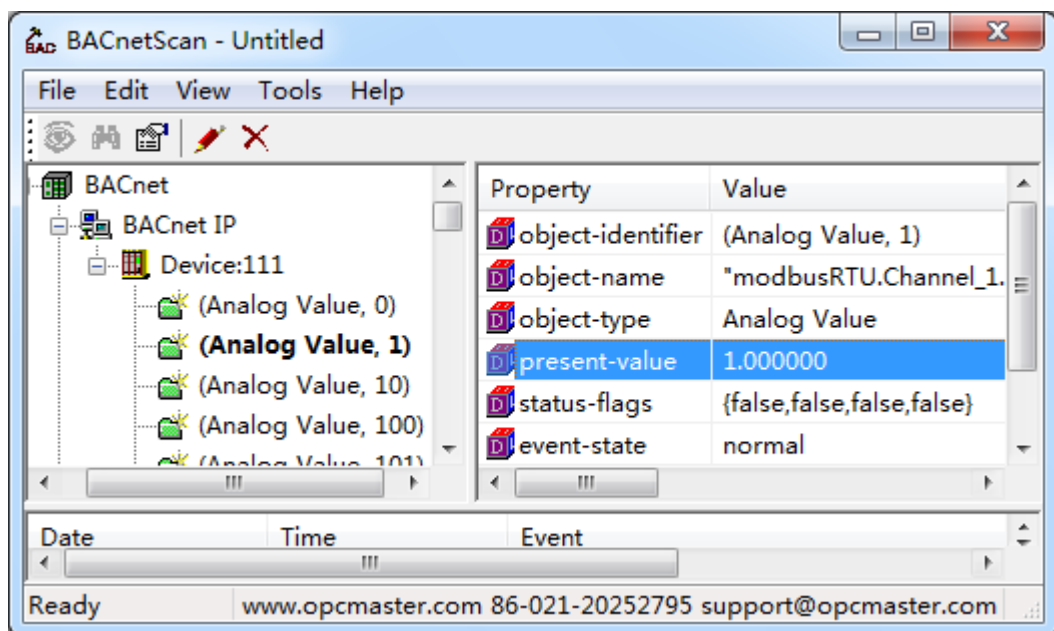 BACnetScan - Untitled
File Edit View Tools Help
BACnet
BACnet IP
Device:111
(Analog Value, 0)
(Analog Value, 1)
(Analog Value, 10)
(Analog Value, 100)
(Analog Value, 101)
Property Value
object-identifier (Analog Value, 1)
object-name "modbusRTU.Channel_1.
object-type Analog Value
present-value 1.000000
status-flags {false,false,false,false}
event-state normal
Date Time Event
Ready www.opcmaster.com 86-021-20252795 support@opcmaster.com